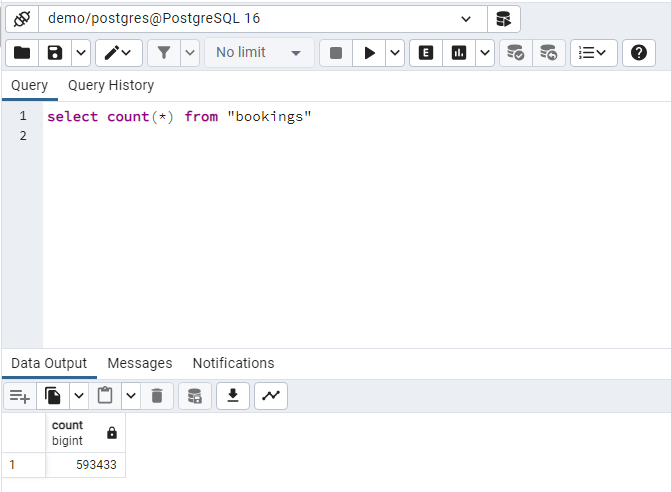 demo/postgres@PostgreSQL 16
No limit
E
Query Query History
1 select count(*) from "bookings"
2
Data Output Messages Notifications
count
bigint
1 593433